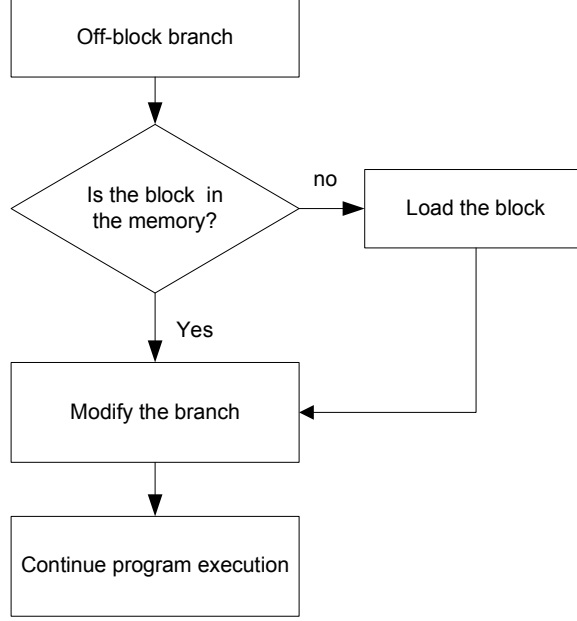 Off-block branch
Is the block in
the memory?
no
Load the block
Yes
Modify the branch
Continue program execution